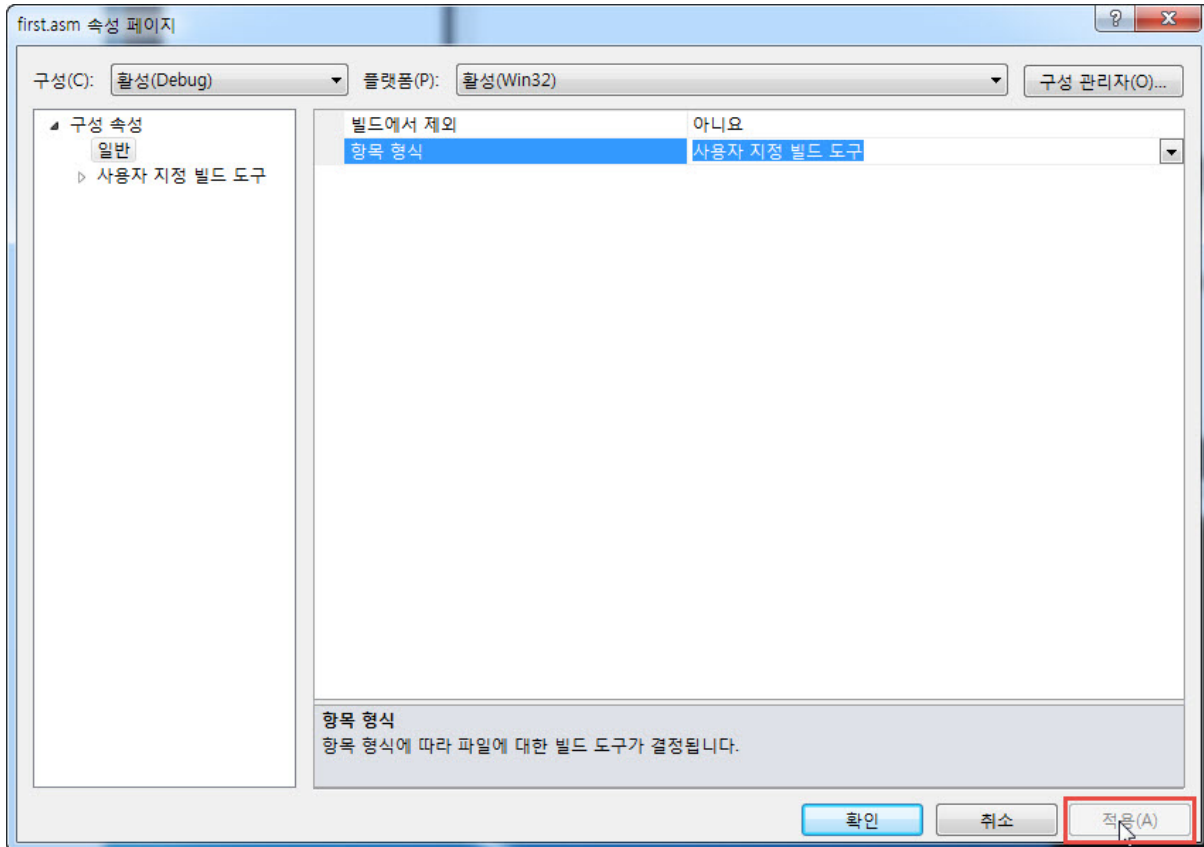 first.asm 속성 페이지
구성(C): 활성(Debug) 플랫폼(P): 활성(Win32) 구성 관리자(O)...
구성 속성
일반
사용자 지정 빌드 도구
빌드에서 제외 아니요
항목 형식 사용자 지정 빌드 도구
항목 형식
항목 형식에 따라 파일에 대한 빌드 도구가 결정됩니다.
확인 취소 적용(A)